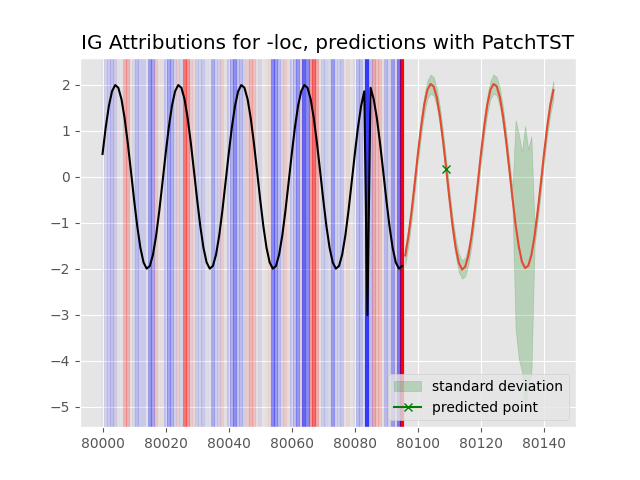 IG Attributions for -loc, predictions with PatchTST
2
1
0
−1
−2
−3
−4
−5
80000 80020 80040 80060 80080 80100 80120 80140
standard deviation
predicted point